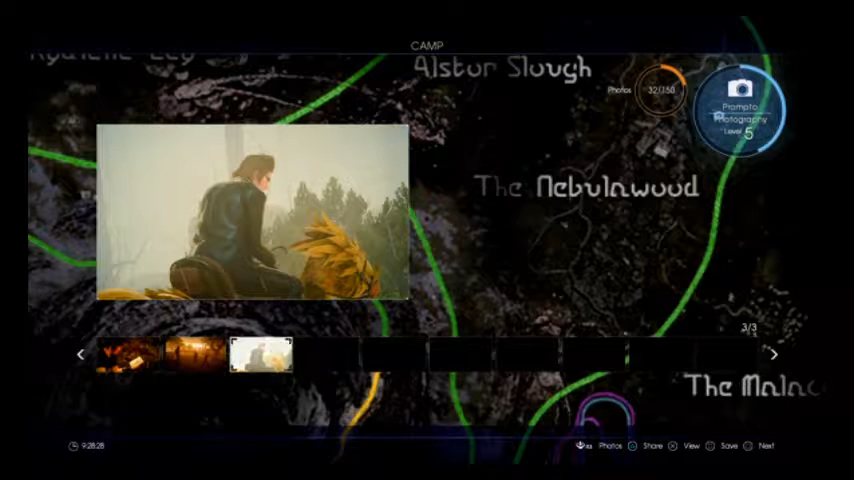 CAMP
Alstor Slough
Photos 32/150
Prompto
Photography
Level 5
The Nebulawood
3/3
The Malac
9:28:28
Photos Share View Save Next